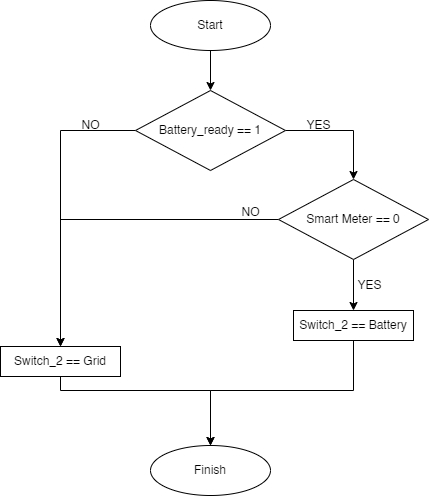 Start
Battery_ready == 1
NO
YES
Smart Meter == 0
NO
YES
Switch_2 == Battery
Switch_2 == Grid
Finish